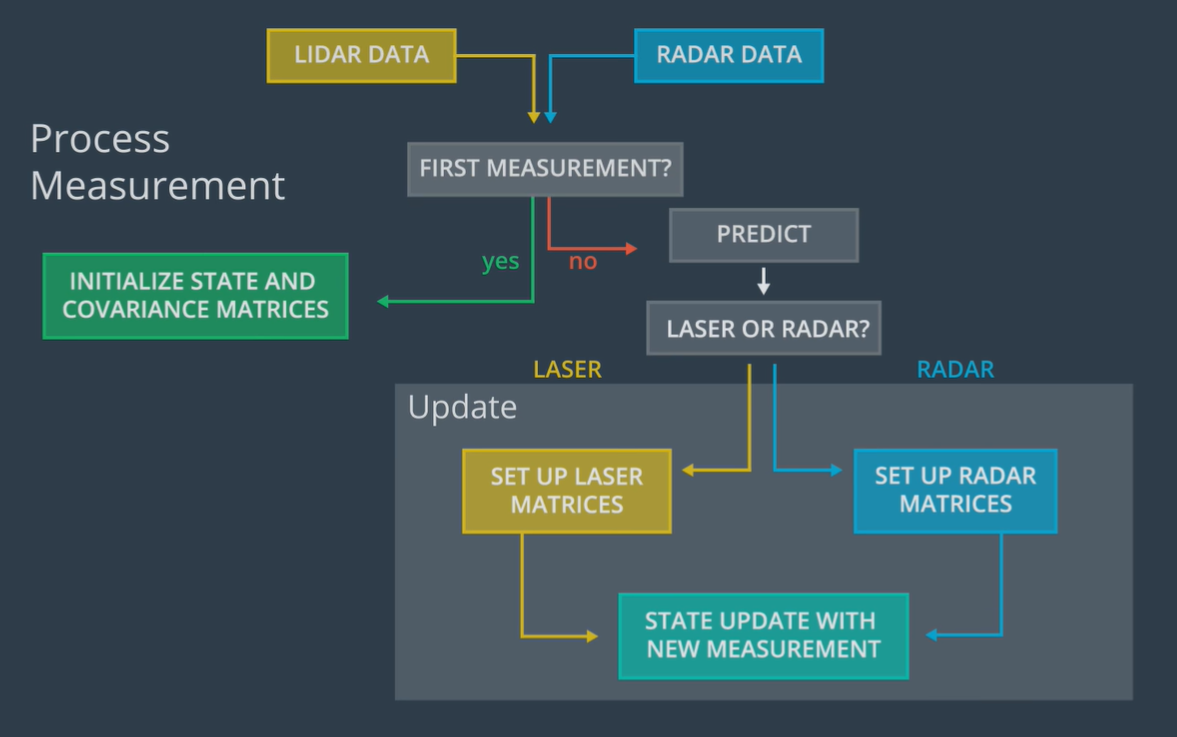 LIDAR DATA
RADAR DATA
Process
Measurement
FIRST MEASUREMENT?
yes
no
PREDICT
INITIALIZE STATE AND
COVARIANCE MATRICES
LASER OR RADAR?
LASER
RADAR
Update
SET UP LASER
MATRICES
SET UP RADAR
MATRICES
STATE UPDATE WITH
NEW MEASUREMENT